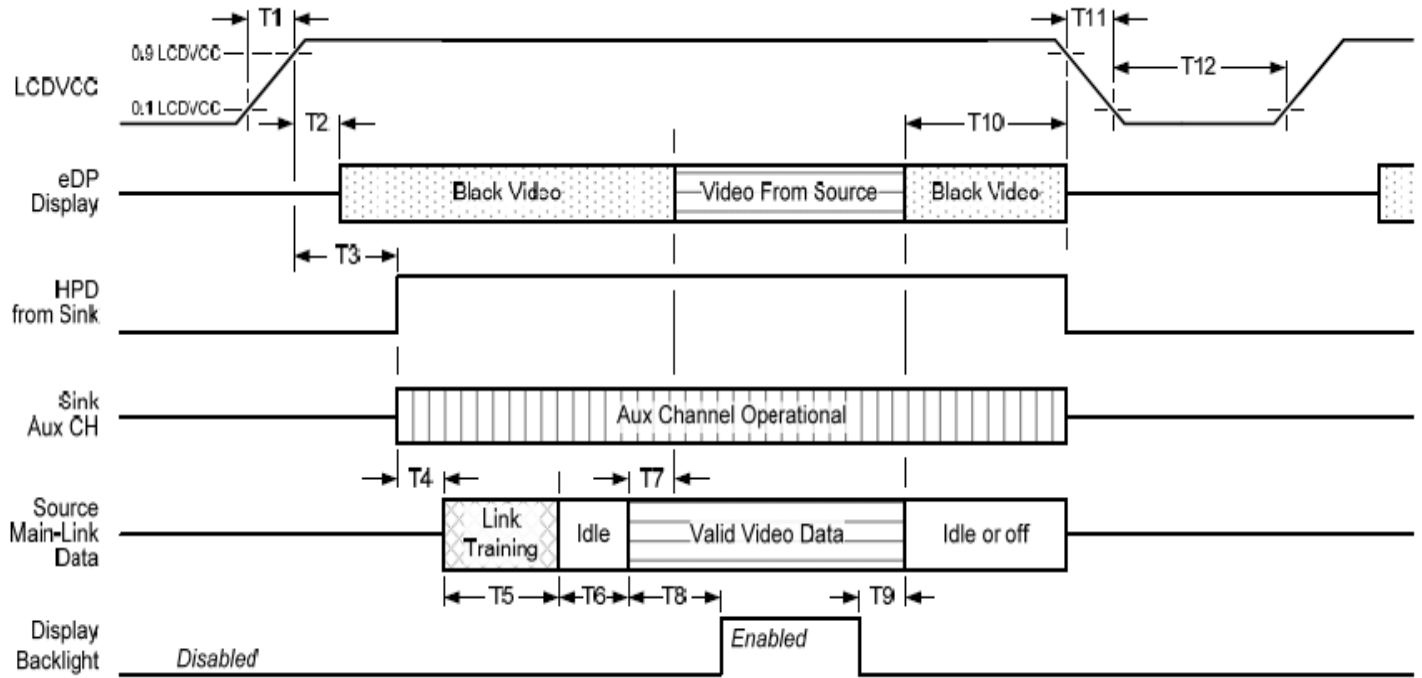 T1
T11
0.9 LCDVCC
LCDVCC
T12
0.1 LCDVCC
T2
T10
eDP
Display
Black Video
Video From Source
Black Video
T3
HPD
from Sink
Sink
Aux CH
Aux Channel Operational
T4
T7
Source
Main-Link
Data
Link
Training
Idle
Valid Video Data
Idle or off
T5
T6
T8
T9
Display
Backlight
Disabled
Enabled